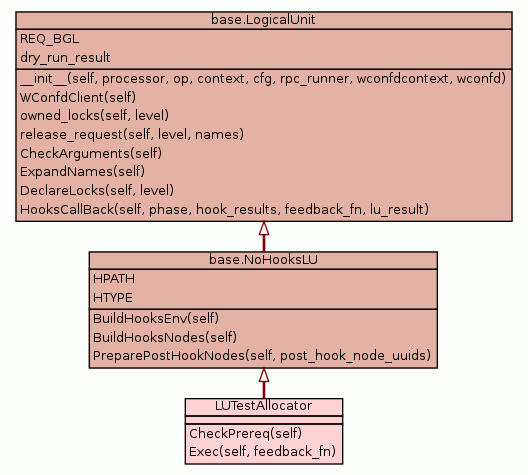 base.LogicalUnit
REQ_BGL
dry_run_result
__init__(self, processor, op, context, cfg, rpc_runner, wconfdcontext, wconfd)
WConfdClient(self)
owned_locks(self, level)
release_request(self, level, names)
CheckArguments(self)
ExpandNames(self)
DeclareLocks(self, level)
HooksCallBack(self, phase, hook_results, feedback_fn, lu_result)
base.NoHooksLU
HPATH
HTYPE
BuildHooksEnv(self)
BuildHooksNodes(self)
PreparePostHookNodes(self, post_hook_node_uuids)
LUTestAllocator
CheckPrereq(self)
Exec(self, feedback_fn)